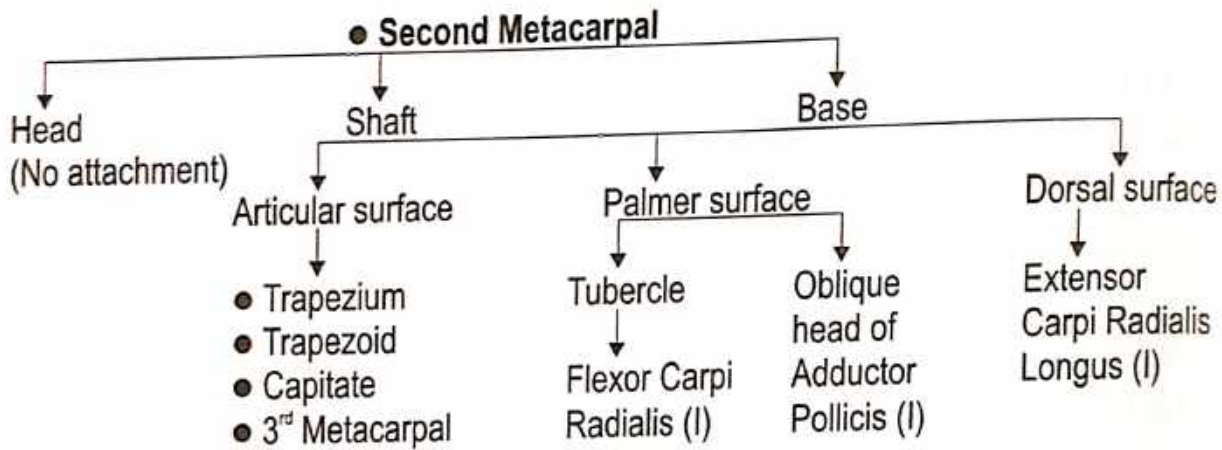 ● Second Metacarpal
Head
(No attachment)
Shaft
Base
Articular surface
● Trapezium
● Trapezoid
● Capitate
● 3rd Metacarpal
Palmer surface
Tubercle
Flexor Carpi
Radialis (I)
Oblique
head of
Adductor
Pollicis (I)
Dorsal surface
Extensor
Carpi Radialis
Longus (I)